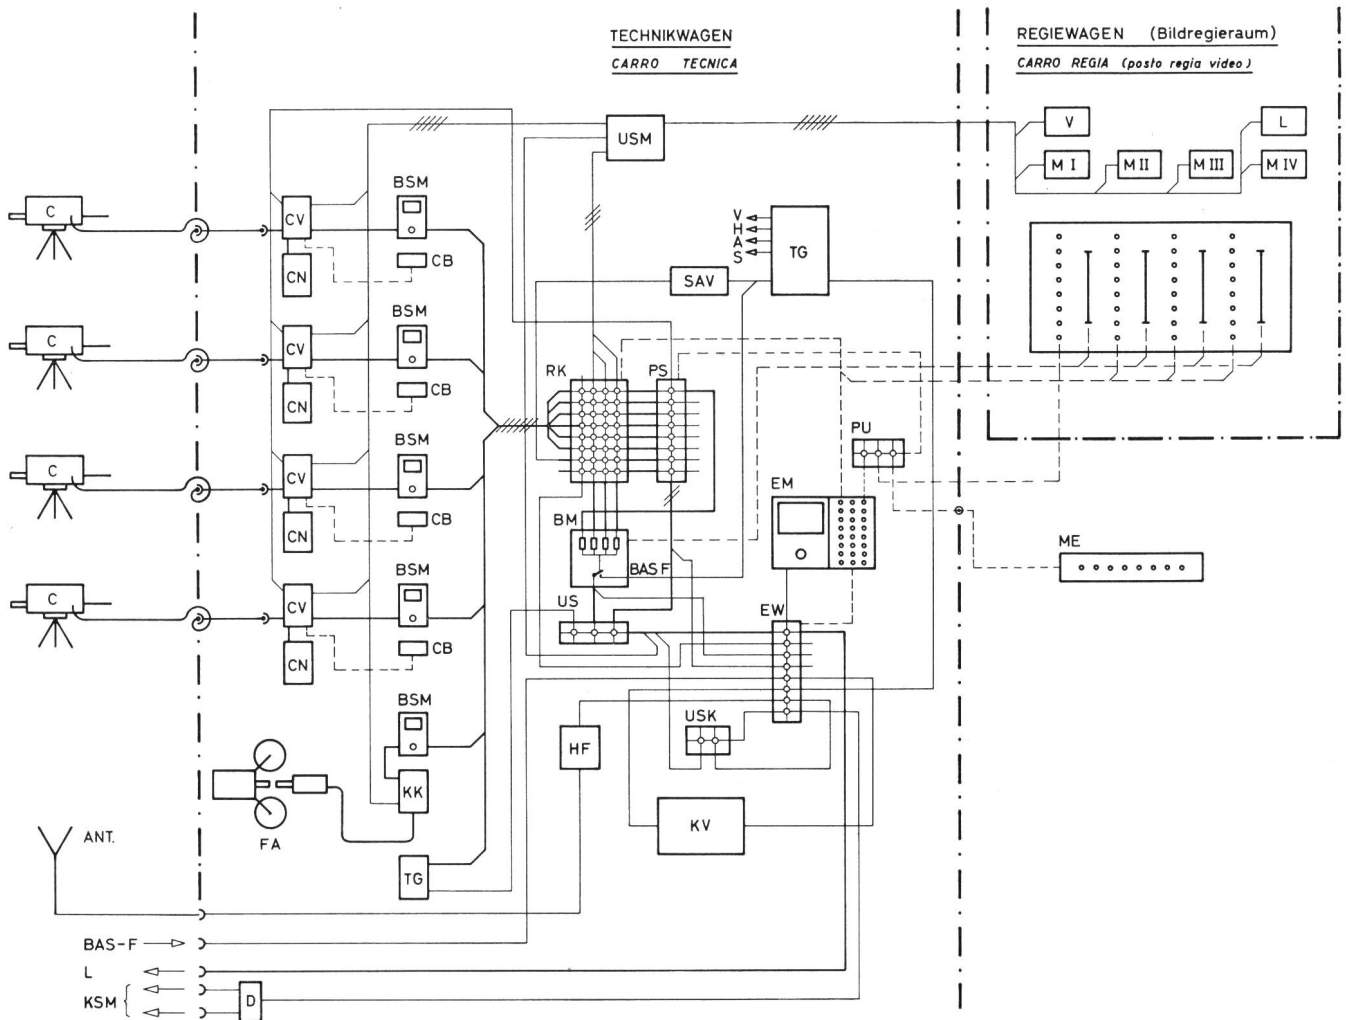 TECHNIKWAGEN
CARRO TECNICA
REGIEWAGEN (Bildregieraum)
CARRO REGIA (posto regia video)
USM
V
L
M I
M II
M III
M IV
C
CV
BSM
CB
CN
V
H
A
S
TG
SAV
C
CV
BSM
CB
CN
RK
PS
PU
C
CV
BSM
CB
CN
EM
BM
BAS F
ME
C
CV
BSM
CB
CN
US
EW
BSM
USK
HF
KK
FA
KV
ANT.
TG
BAS-F
L
KSM
D